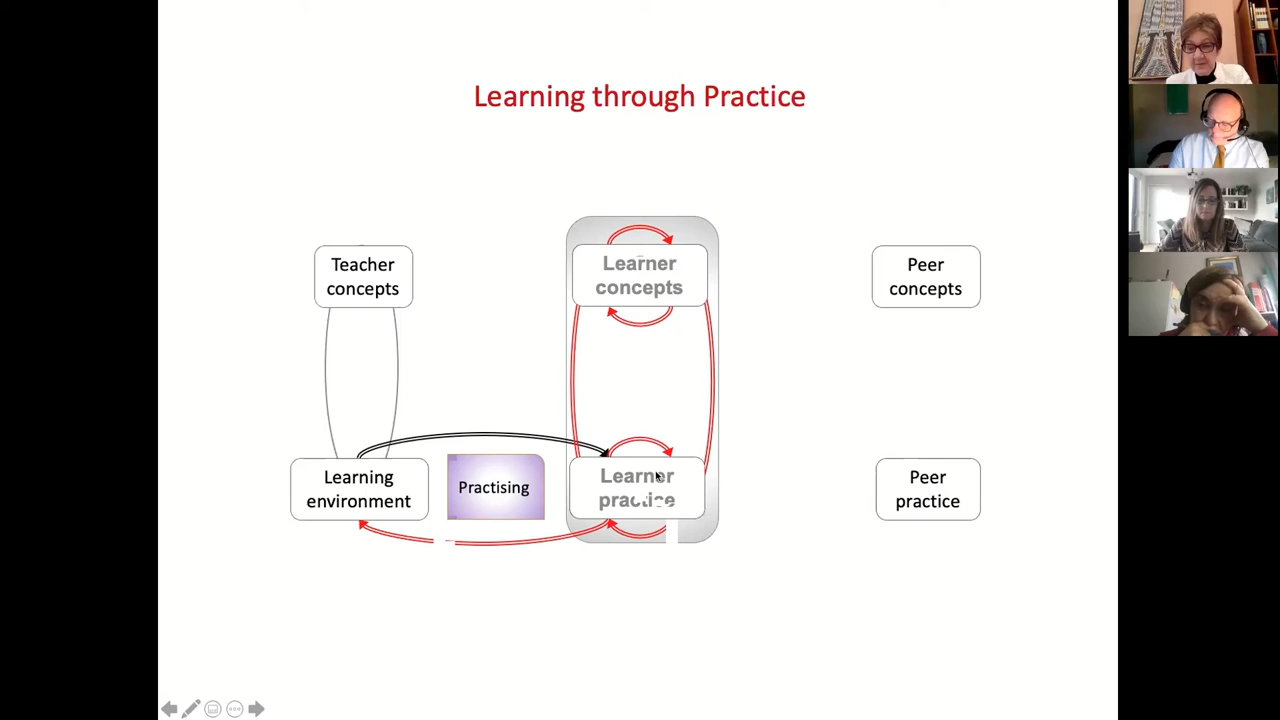 Learning through Practice
Teacher
concepts
Learner
concepts
Peer
concepts
Learning
environment
Practising
Learner
practice
Peer
practice